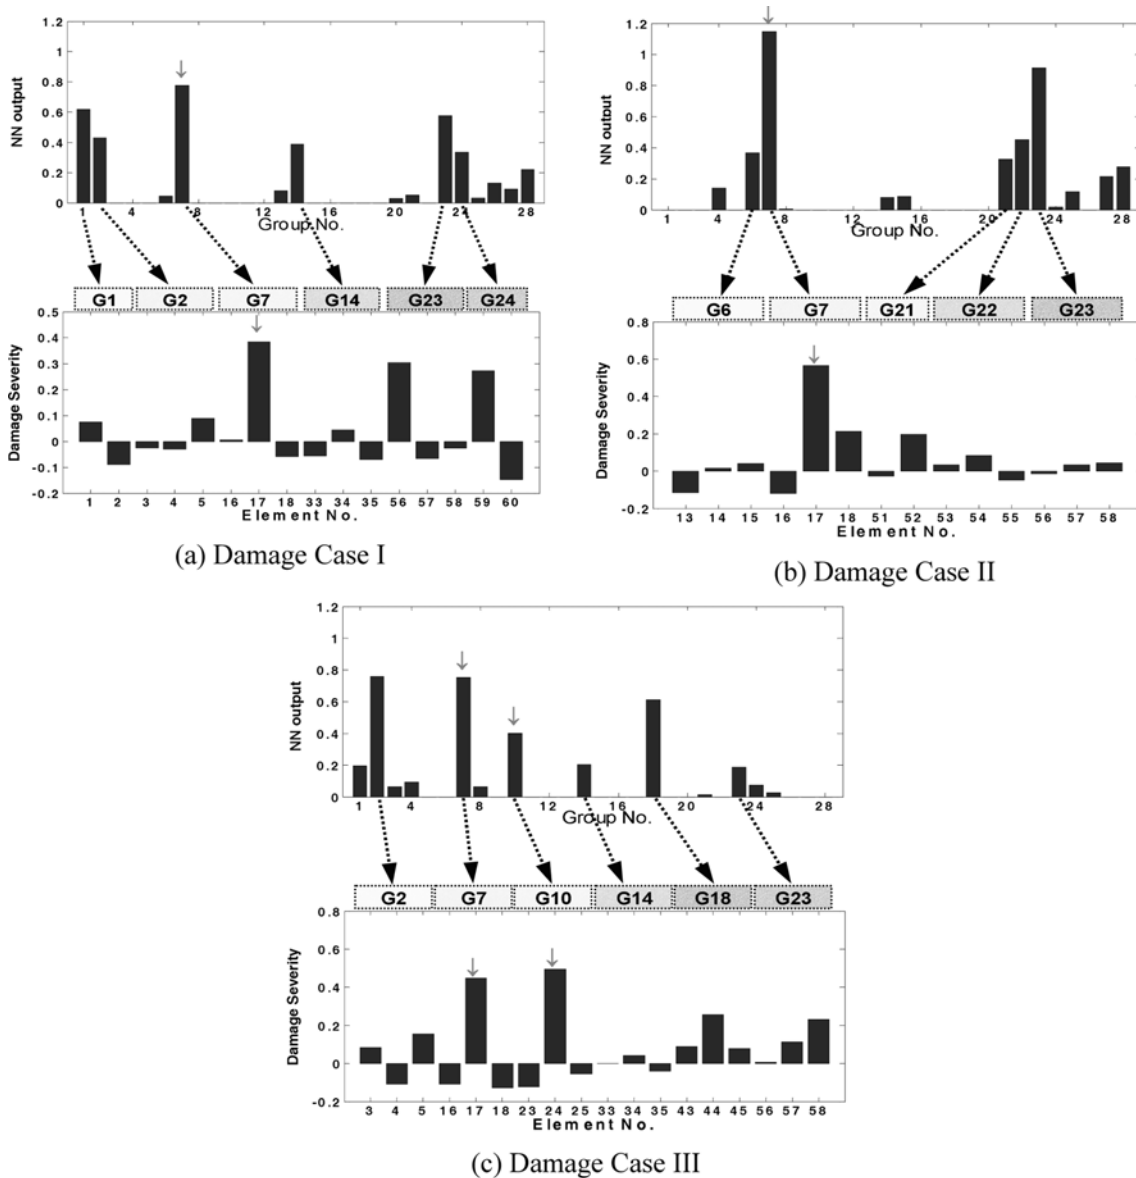 1.2
1
0.8
0.6
0.4
0.2
0
NN output
1 4 8 12 16 20 24 28
Group No.
G1 G2 G7 G14 G23 G24
0.5
0.4
0.3
0.2
0.1
0
-0.1
-0.2
Damage Severity
1 2 3 4 5 16 17 18 33 34 35 56 57 58 59 60
Element No.
(a) Damage Case I
1.2
1
0.8
0.6
0.4
0.2
0
NN output
1 4 8 12 16 20 24 28
Group No.
G6 G7 G21 G22 G23
0.8
0.6
0.4
0.2
0
-0.2
Damage Severity
13 14 15 16 17 18 51 52 53 54 55 56 57 58
Element No.
(b) Damage Case II
1.2
1
0.8
0.6
0.4
0.2
0
NN output
1 4 8 12 16 20 24 28
Group No.
G2 G7 G10 G14 G18 G23
0.8
0.6
0.4
0.2
0
-0.2
Damage Severity
3 4 5 16 17 18 23 24 25 33 34 35 43 44 45 56 57 58
Element No.
(c) Damage Case III